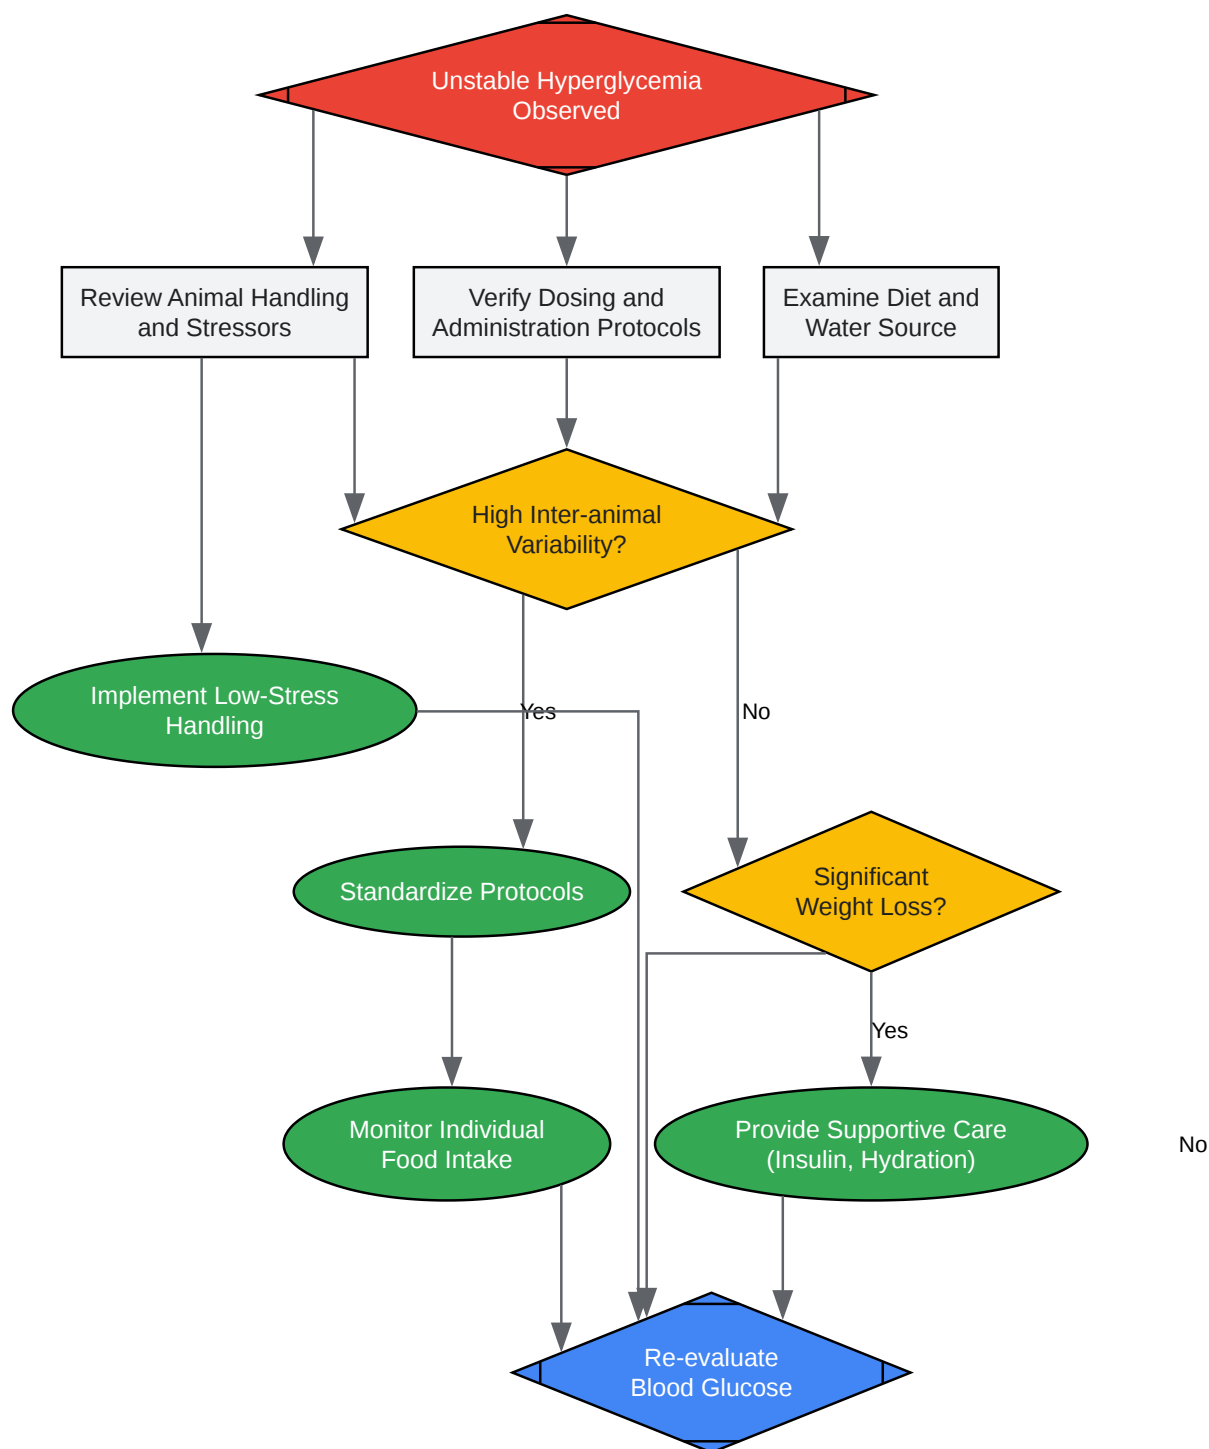 Unstable Hyperglycemia
Observed
Review Animal Handling
and Stressors
Verify Dosing and
Administration Protocols
Examine Diet and
Water Source
High Inter-animal
Variability?
Implement Low-Stress
Handling
Yes
No
Standardize Protocols
Significant
Weight Loss?
Yes
Monitor Individual
Food Intake
Provide Supportive Care
(Insulin, Hydration)
No
Re-evaluate
Blood Glucose